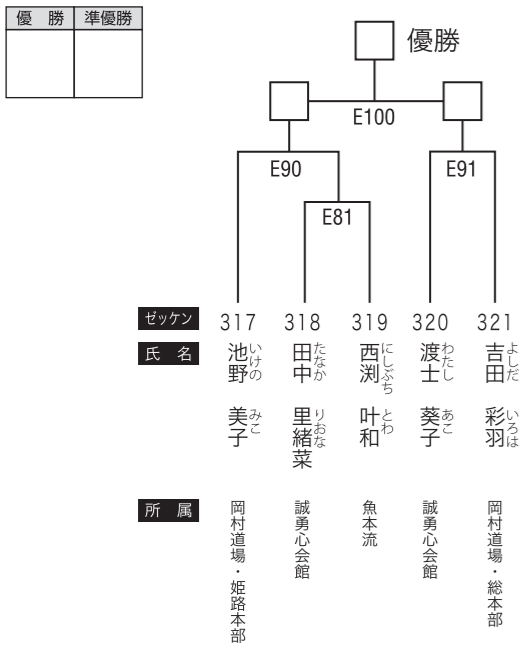 優勝 準優勝
優勝
E100
E90 E91
E81
ゼッケン 317 318 319 320 321
氏名
池野 美子
いけの みこ
田中 里緒菜
たなか りおな
西渕 叶和
にしぶち とわ
渡士 葵子
わたし あこ
吉田 彩羽
よしだ いろは
所属
岡村道場・姫路本部
誠勇心会館
魚本流
誠勇心会館
岡村道場・総本部